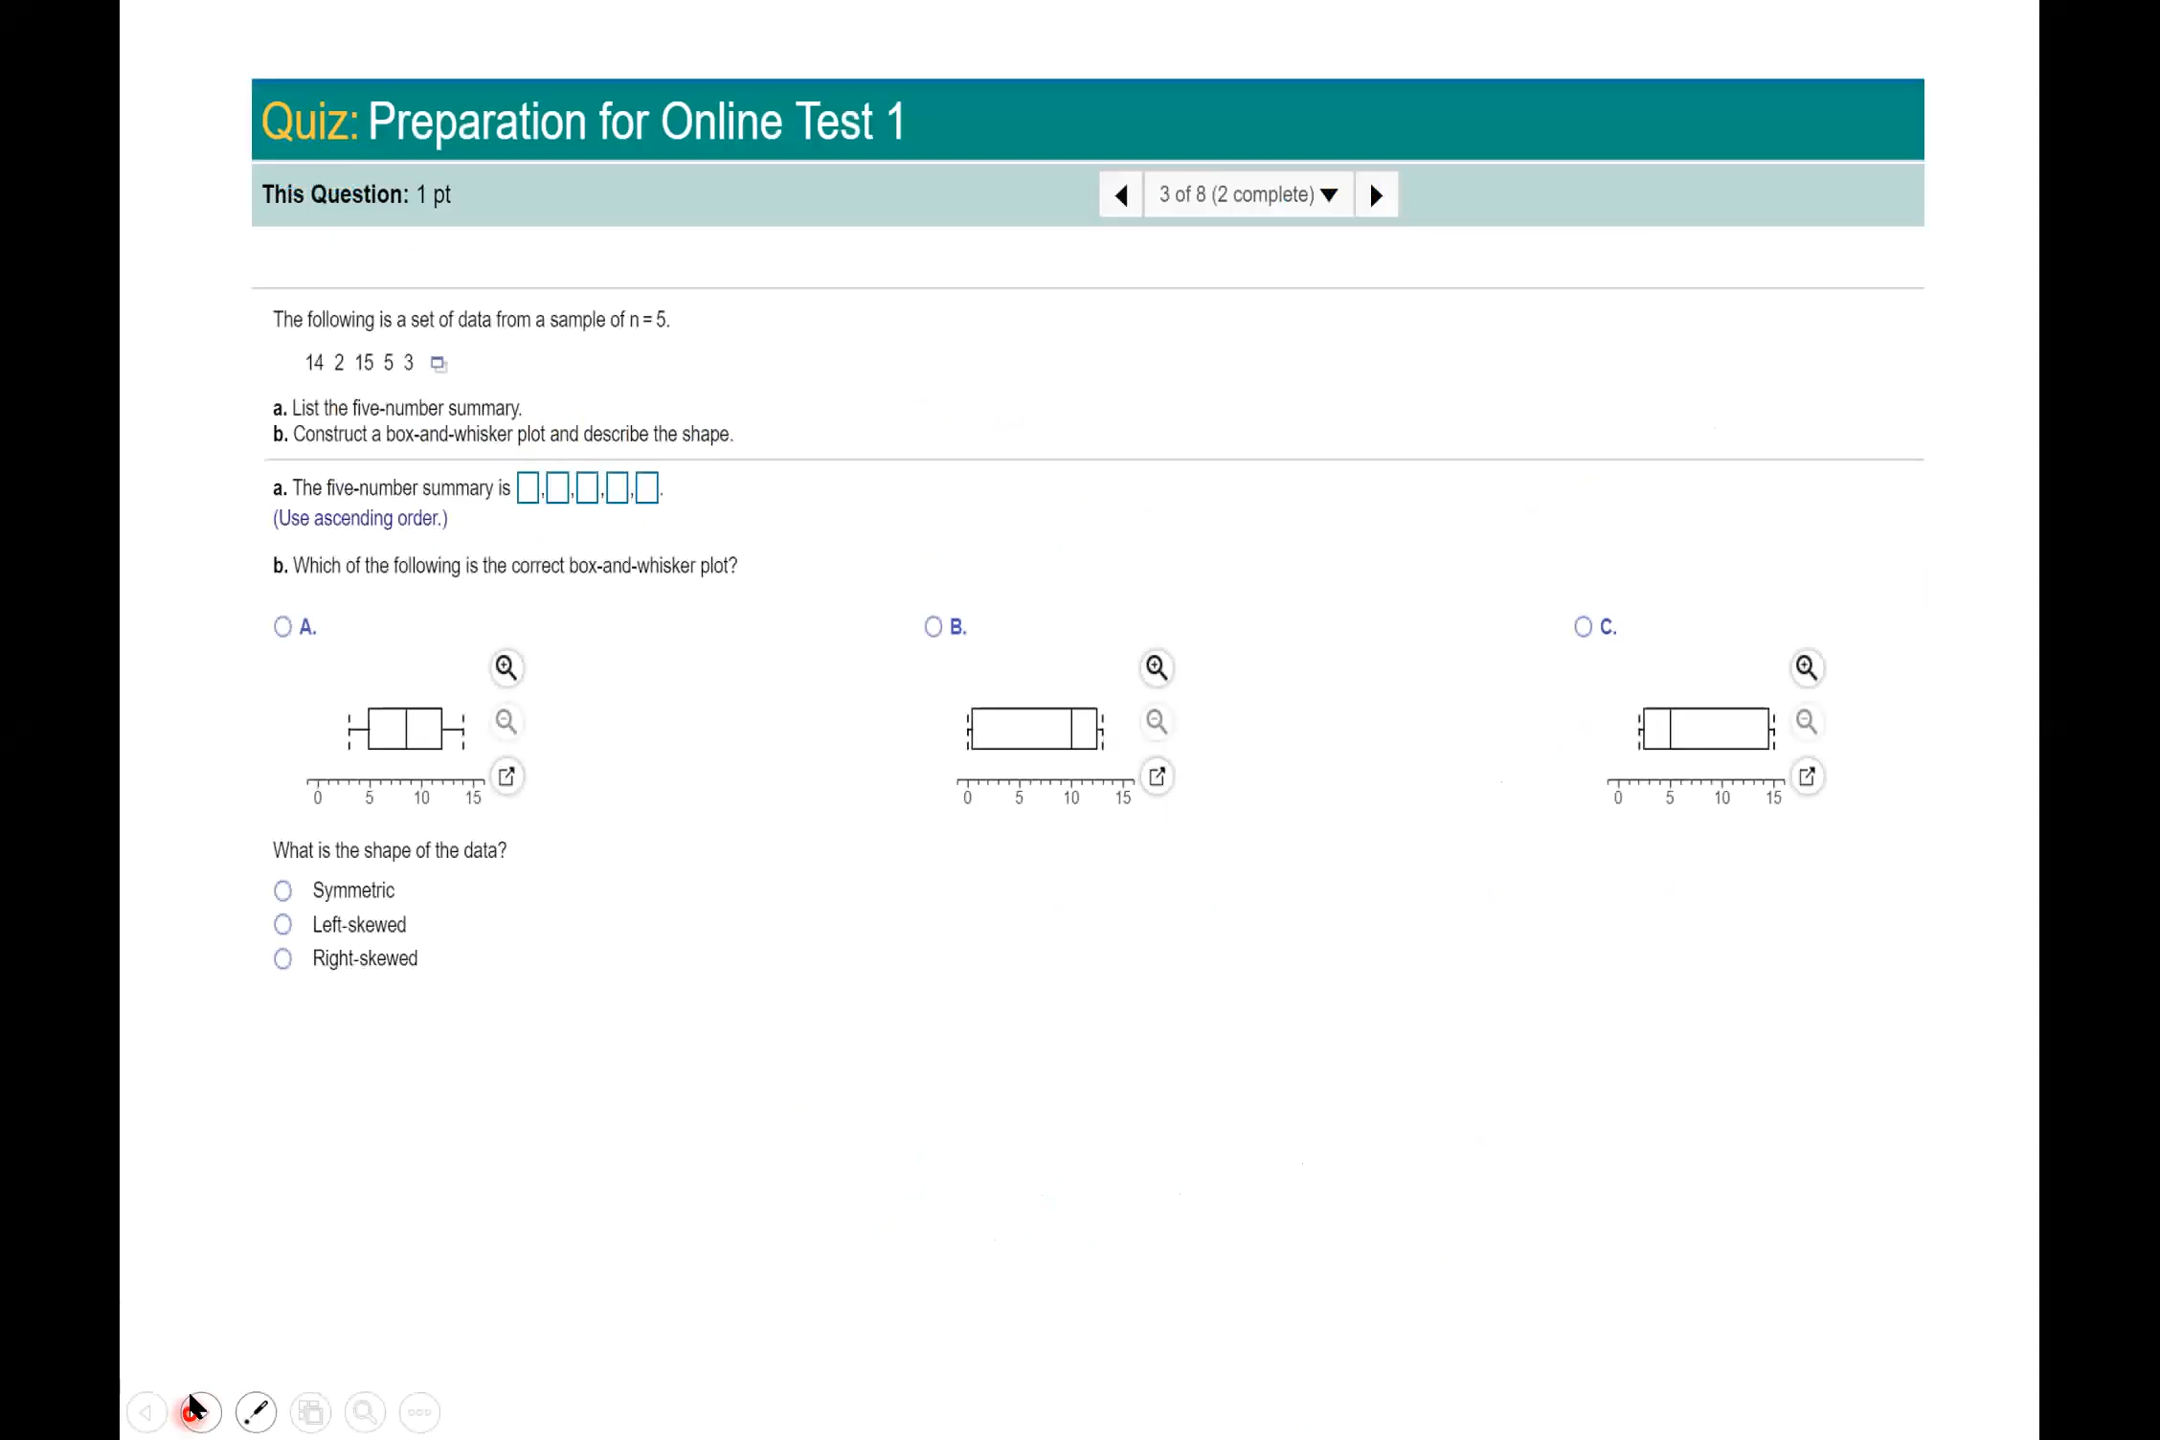 Quiz: Preparation for Online Test 1
This Question: 1 pt
3 of 8 (2 complete)
The following is a set of data from a sample of n = 5.
14 2 15 5 3
a. List the five-number summary.
b. Construct a box-and-whisker plot and describe the shape.
a. The five-number summary is , , , , .
(Use ascending order.)
b. Which of the following is the correct box-and-whisker plot?
A.
B.
C.
0 5 10 15
0 5 10 15
0 5 10 15
What is the shape of the data?
Symmetric
Left-skewed
Right-skewed